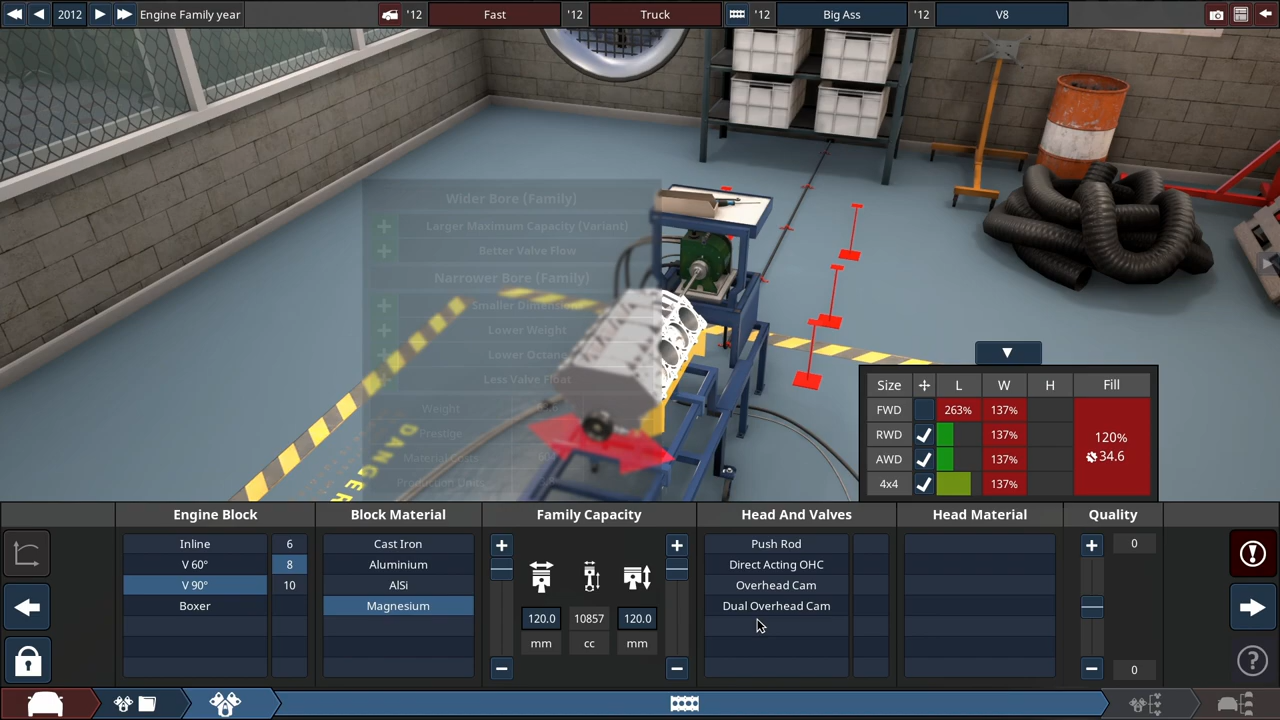 2012 Engine Family year '12 Fast '12 Truck '12 Big Ass '12 V8
Wider Bore (Family)
Larger Maximum Capacity (Variant)
Better Valve Flow
Narrower Bore (Family)
Smaller Dimensions
Lower Weight
Lower Octane
Less Valve Float
Weight
Prestige
Material Costs
Production Units
DANGER
Size L W H Fill
FWD 263% 137%
RWD 137%
AWD 137%
4x4 137%
120%
34.6
Engine Block Block Material Family Capacity Head And Valves Head Material Quality
Inline 6 Cast Iron Push Rod 0
V 60° 8 Aluminium Direct Acting OHC
V 90° 10 AlSi Overhead Cam
Boxer Magnesium Dual Overhead Cam
120.0 10857 120.0
mm cc mm
0